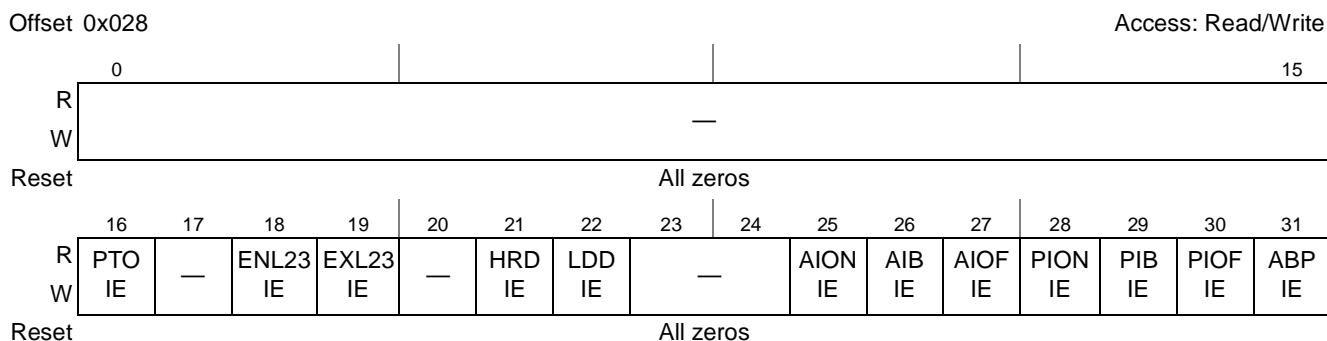 Offset 0x028 Access: Read/Write
0 15
R
—
W
Reset All zeros
16 17 18 19 20 21 22 23 24 25 26 27 28 29 30 31
R PTO — ENL23 EXL23 — HRD LDD — AION AIB AIOF PION PIB PIOF ABP
W IE IE IE IE IE IE IE IE IE IE IE IE
Reset All zeros